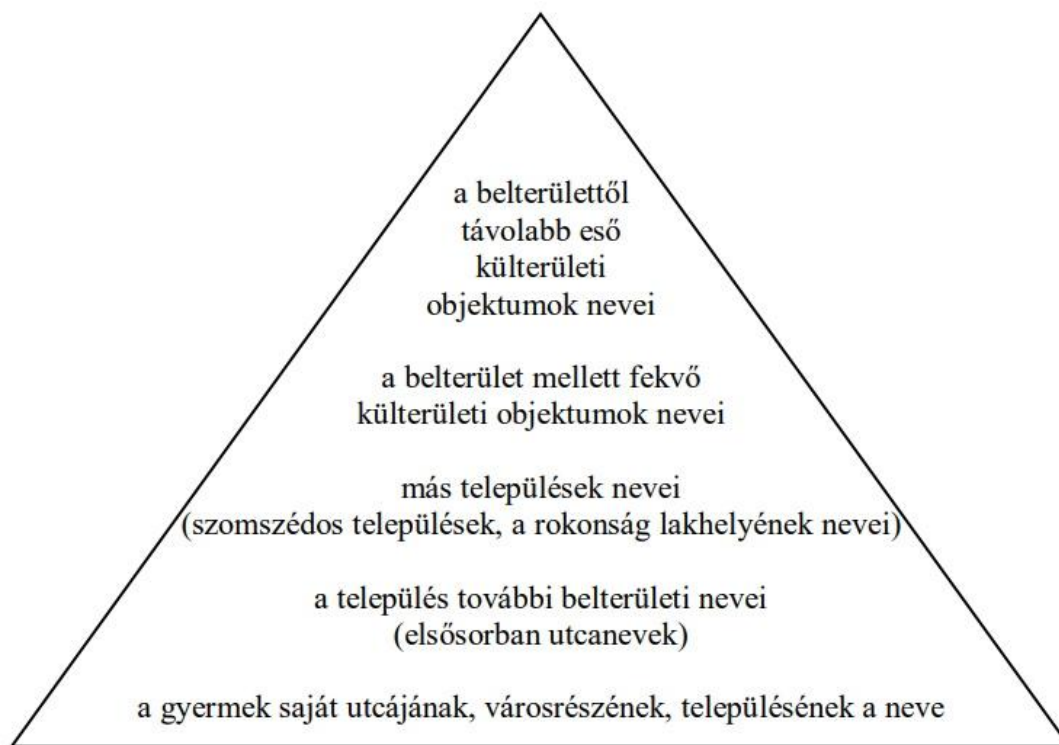 a belterülettől
távolabb eső
külterületi
objektumok nevei
a belterület mellett fekvő
külterületi objektumok nevei
más települések nevei
(szomszédos települések, a rokonság lakhelyének nevei)
a település további belterületi nevei
(elsősorban utcanevek)
a gyermek saját utcájának, városrészének, településének a neve